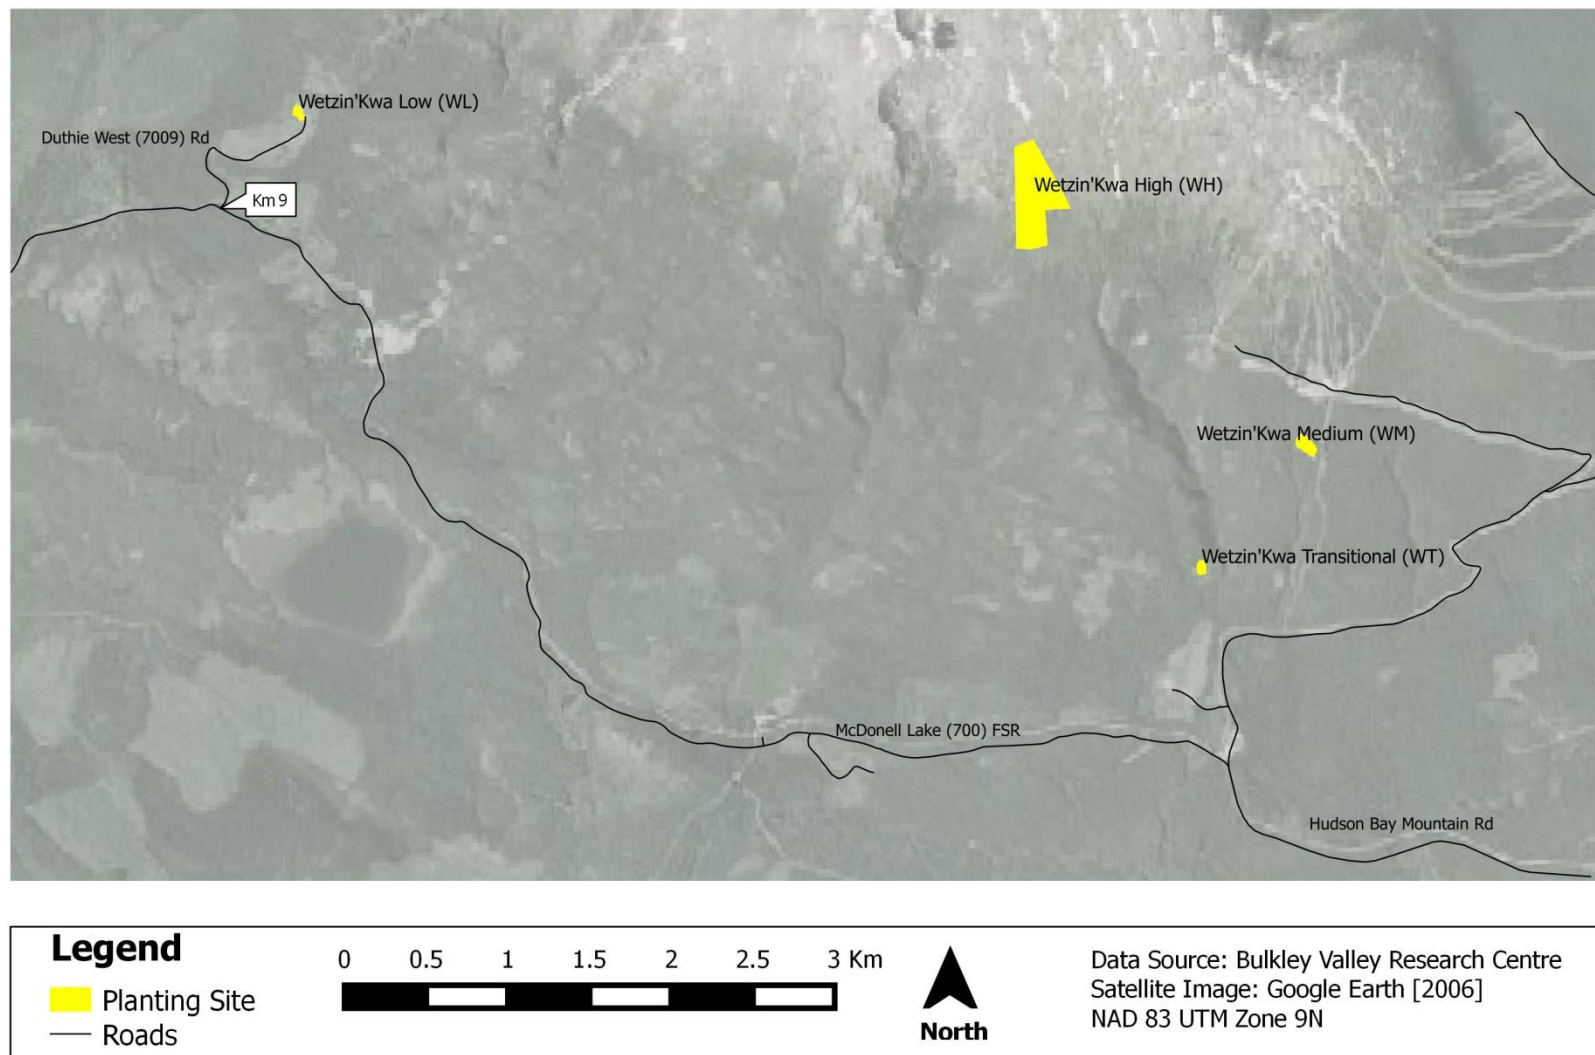 Wetzin'Kwa Low (WL)
Duthie West (7009) Rd
Km 9
Wetzin'Kwa High (WH)
Wetzin'Kwa Medium (WM)
Wetzin'Kwa Transitional (WT)
McDonell Lake (700) FSR
Hudson Bay Mountain Rd
Legend
Planting Site
Roads
0 0.5 1 1.5 2 2.5 3 Km
North
Data Source: Bulkley Valley Research Centre
Satellite Image: Google Earth [2006]
NAD 83 UTM Zone 9N